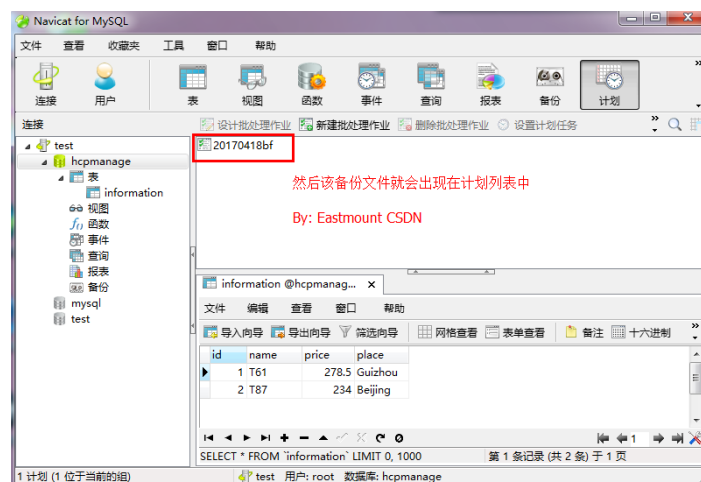 Navicat for MySQL
文件 查看 收藏夹 工具 窗口 帮助
连接 用户 表 视图 函数 事件 查询 报表 备份 计划
连接
设计批处理作业 新建批处理作业 删除批处理作业 设置计划任务
test
hcpmanage
表
information
视图
函数
事件
查询
报表
备份
mysql
test
20170418bf
然后该备份文件就会出现在计划列表中
By: Eastmount CSDN
information @hcpmanag...
文件 编辑 查看 窗口 帮助
导入向导 导出向导 筛选向导 网格查看 表单查看 备注 十六进制
id name price place
1 T61 278.5 Guizhou
2 T87 234 Beijing
1
SELECT * FROM `information` LIMIT 0, 1000 第 1 条记录 (共 2 条) 于 1 页
1 计划 (1 位于当前的组) test 用户: root 数据库: hcpmanage